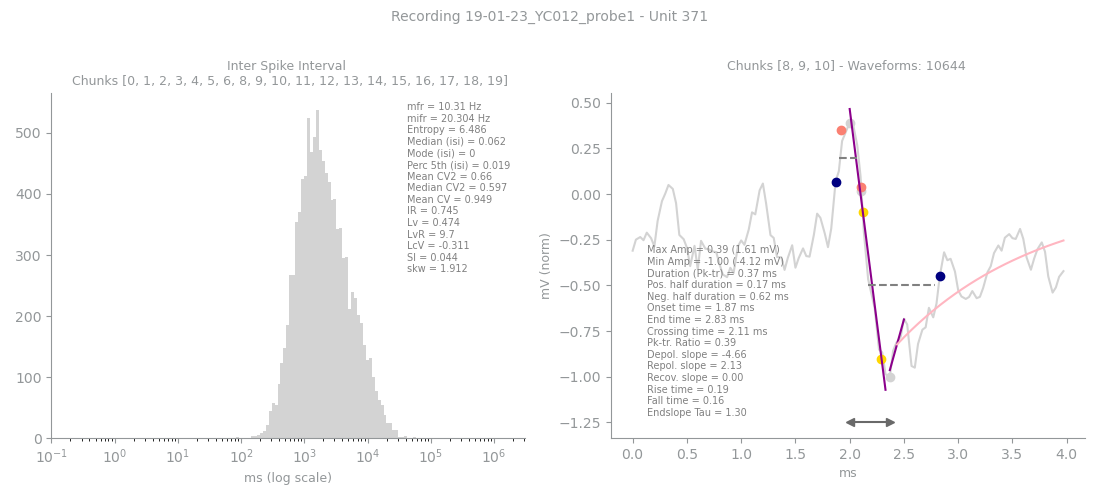 Recording 19-01-23_YC012_probe1 - Unit 371
Inter Spike Interval
Chunks [0, 1, 2, 3, 4, 5, 6, 8, 9, 10, 11, 12, 13, 14, 15, 16, 17, 18, 19]
mfr = 10.31 Hz
mifr = 20.304 Hz
Entropy = 6.486
Median (isi) = 0.062
Mode (isi) = 0
Perc 5th (isi) = 0.019
Mean CV2 = 0.66
Median CV2 = 0.597
Mean CV = 0.949
IR = 0.745
Lv = 0.474
LvR = 9.7
LcV = -0.311
SI = 0.044
skw = 1.912
500
400
300
200
100
0
10⁻¹ 10⁰ 10¹ 10² 10³ 10⁴ 10⁵ 10⁶
ms (log scale)
Chunks [8, 9, 10] - Waveforms: 10644
mV (norm)
0.50
0.25
0.00
−0.25
−0.50
−0.75
−1.00
−1.25
Max Amp = 0.39 (1.61 mV)
Min Amp = -1.00 (-4.12 mV)
Duration (Pk-tr) = 0.37 ms
Pos. half duration = 0.17 ms
Neg. half duration = 0.62 ms
Onset time = 1.87 ms
End time = 2.83 ms
Crossing time = 2.11 ms
Pk-tr. Ratio = 0.39
Depol. slope = -4.66
Repol. slope = 2.13
Recov. slope = 0.00
Rise time = 0.19
Fall time = 0.16
Endslope Tau = 1.30
0.0 0.5 1.0 1.5 2.0 2.5 3.0 3.5 4.0
ms